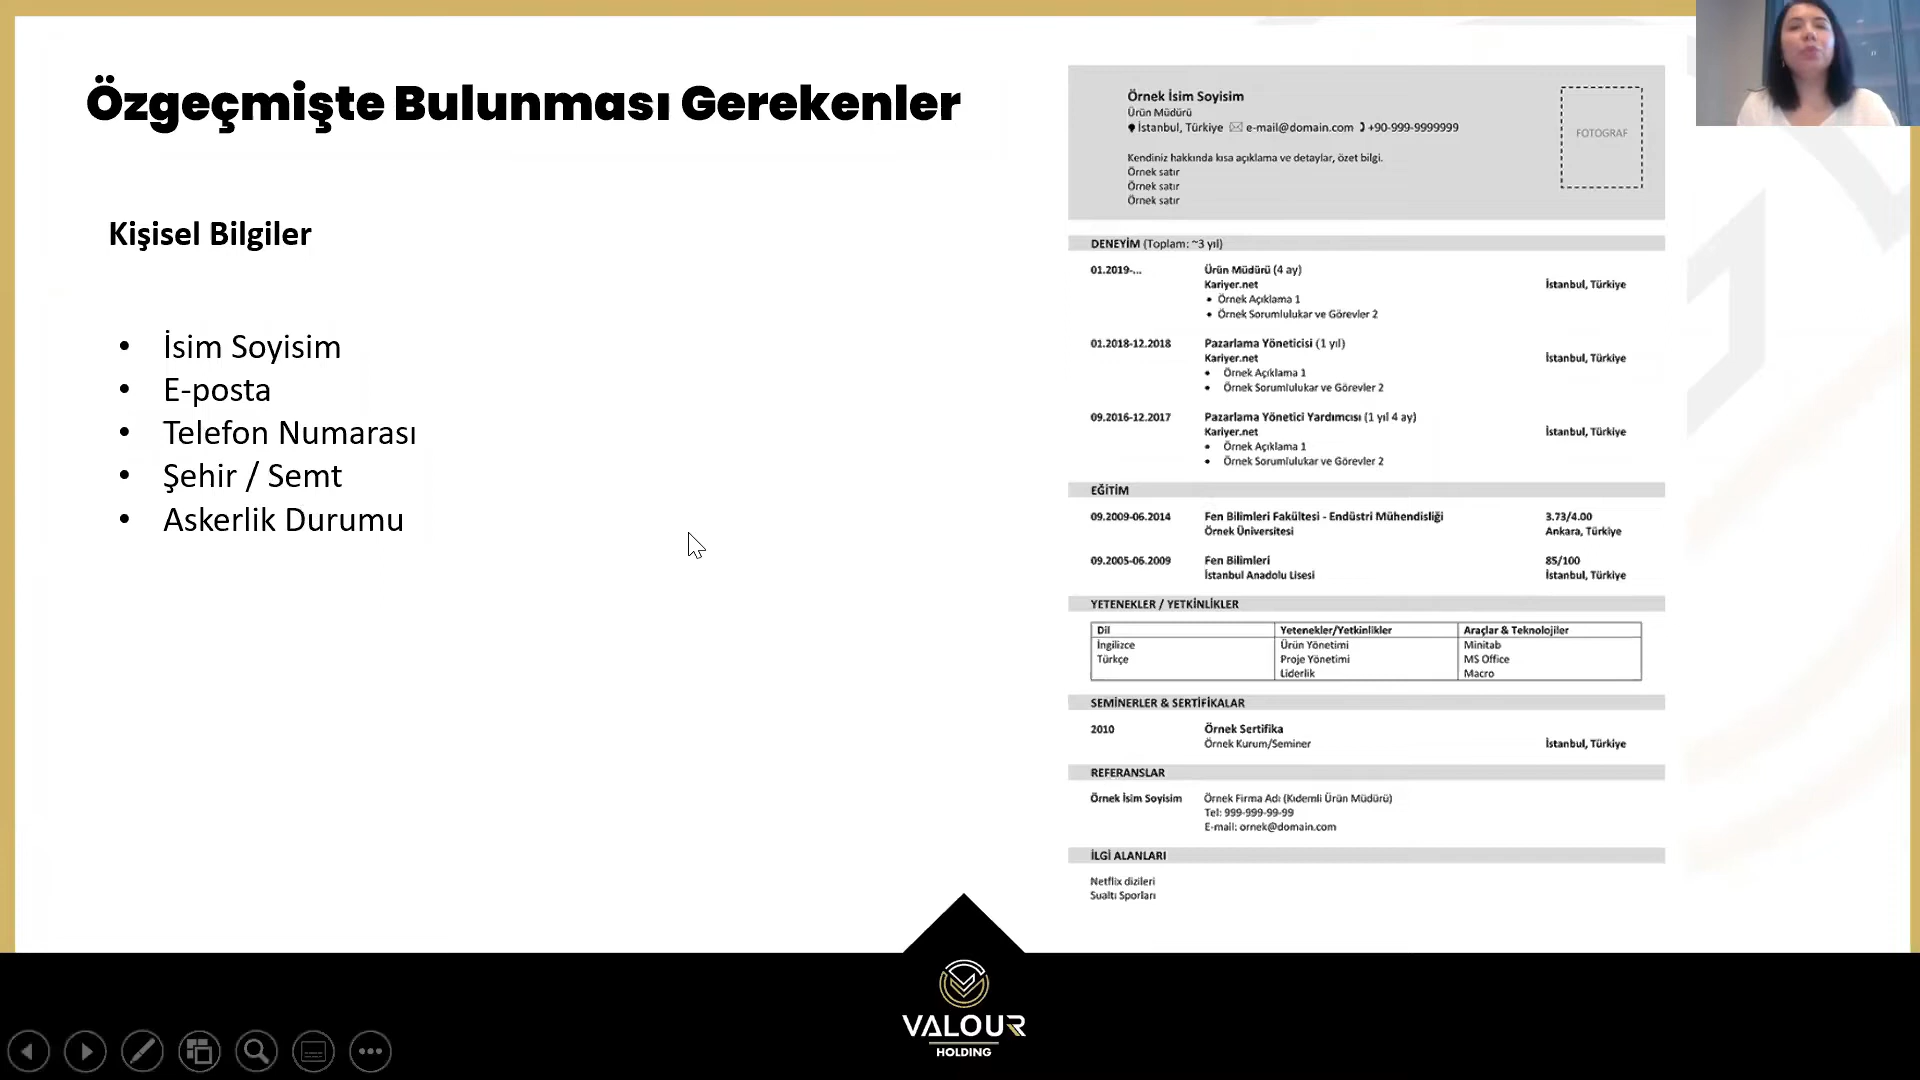 Özgeçmişte Bulunması Gerekenler
Kişisel Bilgiler
• İsim Soyisim
• E-posta
• Telefon Numarası
• Şehir / Semt
• Askerlik Durumu
Örnek İsim Soyisim
Ürün Müdürü
İstanbul, Türkiye e-mail@domain.com +90-999-9999999
FOTOGRAF
Kendiniz hakkında kısa açıklama ve detaylar, özet bilgi.
Örnek satır
Örnek satır
Örnek satır
DENEYİM (Toplam: ~3 yıl)
01.2019-... Ürün Müdürü (4 ay)
Kariyer.net İstanbul, Türkiye
• Örnek Açıklama 1
• Örnek Sorumlulukar ve Görevler 2
01.2018-12.2018 Pazarlama Yöneticisi (1 yıl)
Kariyer.net İstanbul, Türkiye
• Örnek Açıklama 1
• Örnek Sorumlulukar ve Görevler 2
09.2016-12.2017 Pazarlama Yönetici Yardımcısı (1 yıl 4 ay)
Kariyer.net İstanbul, Türkiye
• Örnek Açıklama 1
• Örnek Sorumlulukar ve Görevler 2
EĞİTİM
09.2009-06.2014 Fen Bilimleri Fakültesi - Endüstri Mühendisliği 3.73/4.00
Örnek Üniversitesi Ankara, Türkiye
09.2005-06.2009 Fen Bilimleri 85/100
İstanbul Anadolu Lisesi İstanbul, Türkiye
YETENEKLER / YETKİNLİKLER
Dil Yetenekler/Yetkinlikler Araçlar & Teknolojiler
İngilizce Ürün Yönetimi Minitab
Türkçe Proje Yönetimi MS Office
Liderlik Macro
SEMİNERLER & SERTİFİKALAR
2010 Örnek Sertifika
Örnek Kurum/Seminer İstanbul, Türkiye
REFERANSLAR
Örnek İsim Soyisim Örnek Firma Adı (Kıdemli Ürün Müdürü)
Tel: 999-999-99-99
E-mail: ornek@domain.com
İLGİ ALANLARI
Netflix dizileri
Sualtı Sporları
VALOUR
HOLDING